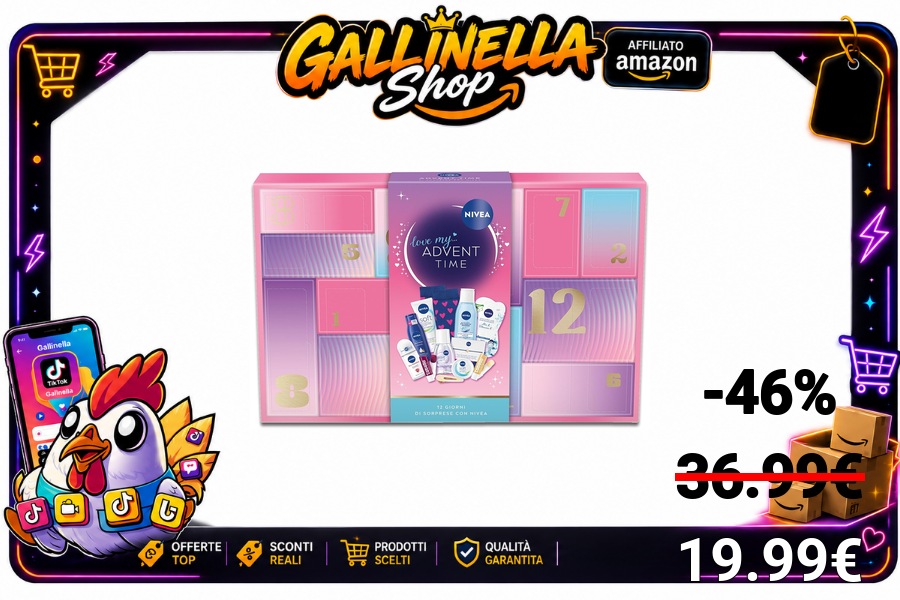 GALLINELLA
Shop
AFFILIATO
amazon
NIVEA
love my...
ADVENT
TIME
7
5
2
1
12
8
6
12 GIORNI
DI SORPRESE CON NIVEA
Gallinella
TikTok
Gallinella
-46%
36.99€
19.99€
OFFERTE
TOP
SCONTI
REALI
PRODOTTI
SCELTI
QUALITÀ
GARANTITA